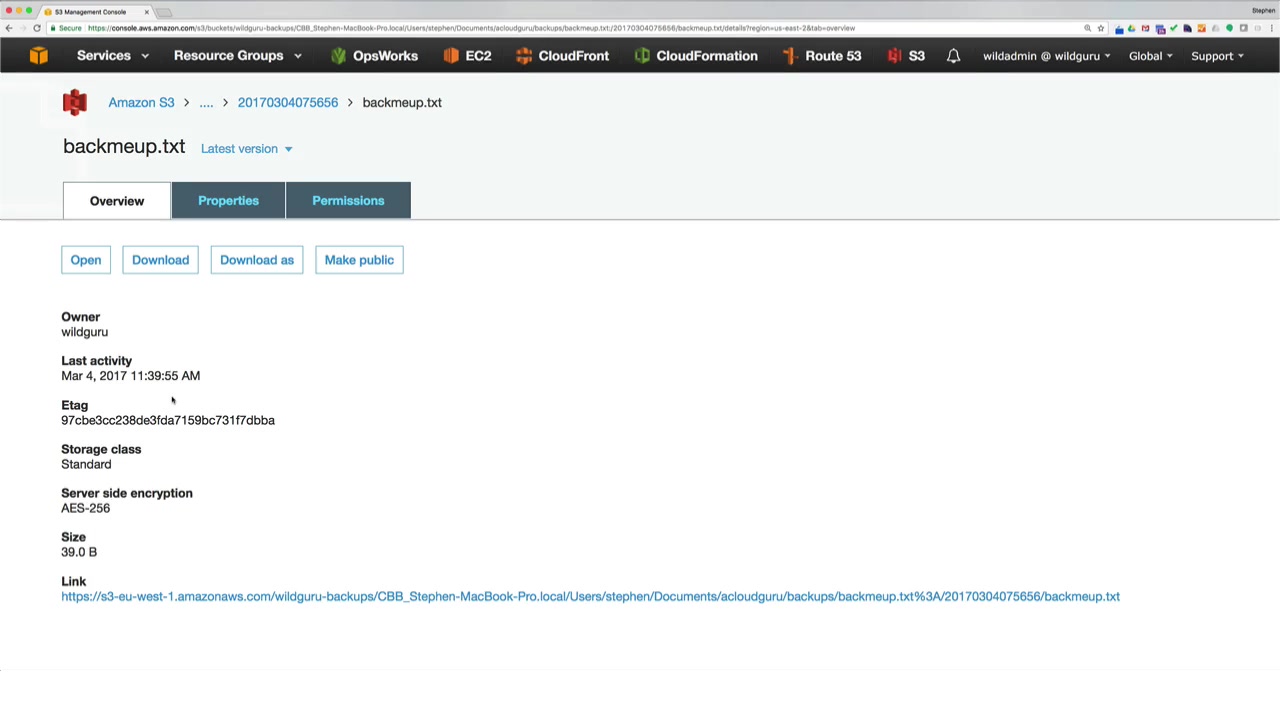 S3 Management Console
Stephen
Secure https://console.aws.amazon.com/s3/buckets/wildguru-backups/CBB_Stephen-MacBook-Pro.local/Users/stephen/Documents/acloudguru/backups/backmeup.txt:/20170304075656/backmeup.txt/details?region=us-east-2&tab=overview
Services Resource Groups OpsWorks EC2 CloudFront CloudFormation Route 53 S3 wildadmin @ wildguru Global Support
Amazon S3 > .... > 20170304075656 > backmeup.txt
backmeup.txt Latest version
Overview Properties Permissions
Open Download Download as Make public
Owner
wildguru
Last activity
Mar 4, 2017 11:39:55 AM
Etag
97cbe3cc238de3fda7159bc731f7dbba
Storage class
Standard
Server side encryption
AES-256
Size
39.0 B
Link
https://s3-eu-west-1.amazonaws.com/wildguru-backups/CBB_Stephen-MacBook-Pro.local/Users/stephen/Documents/acloudguru/backups/backmeup.txt%3A/20170304075656/backmeup.txt